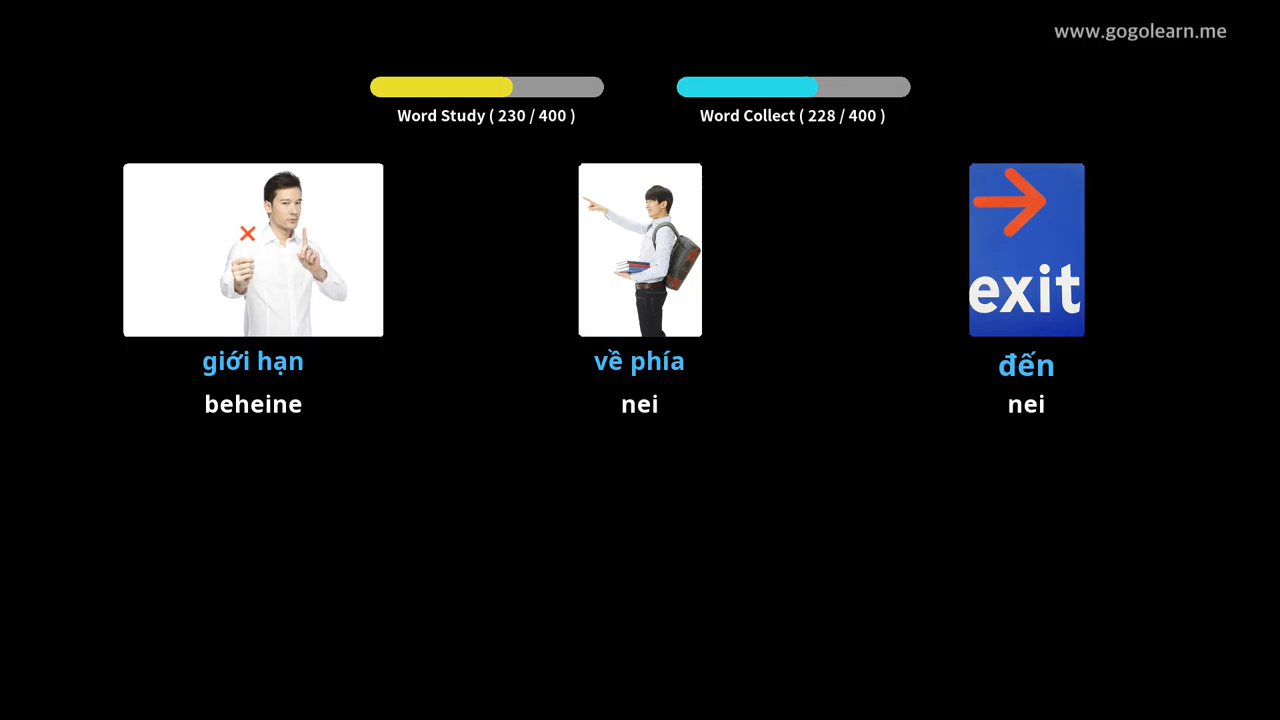 www.gogolearn.me
Word Study ( 230 / 400 )
Word Collect ( 228 / 400 )
exit
giới hạn
về phía
đến
beheine
nei
nei